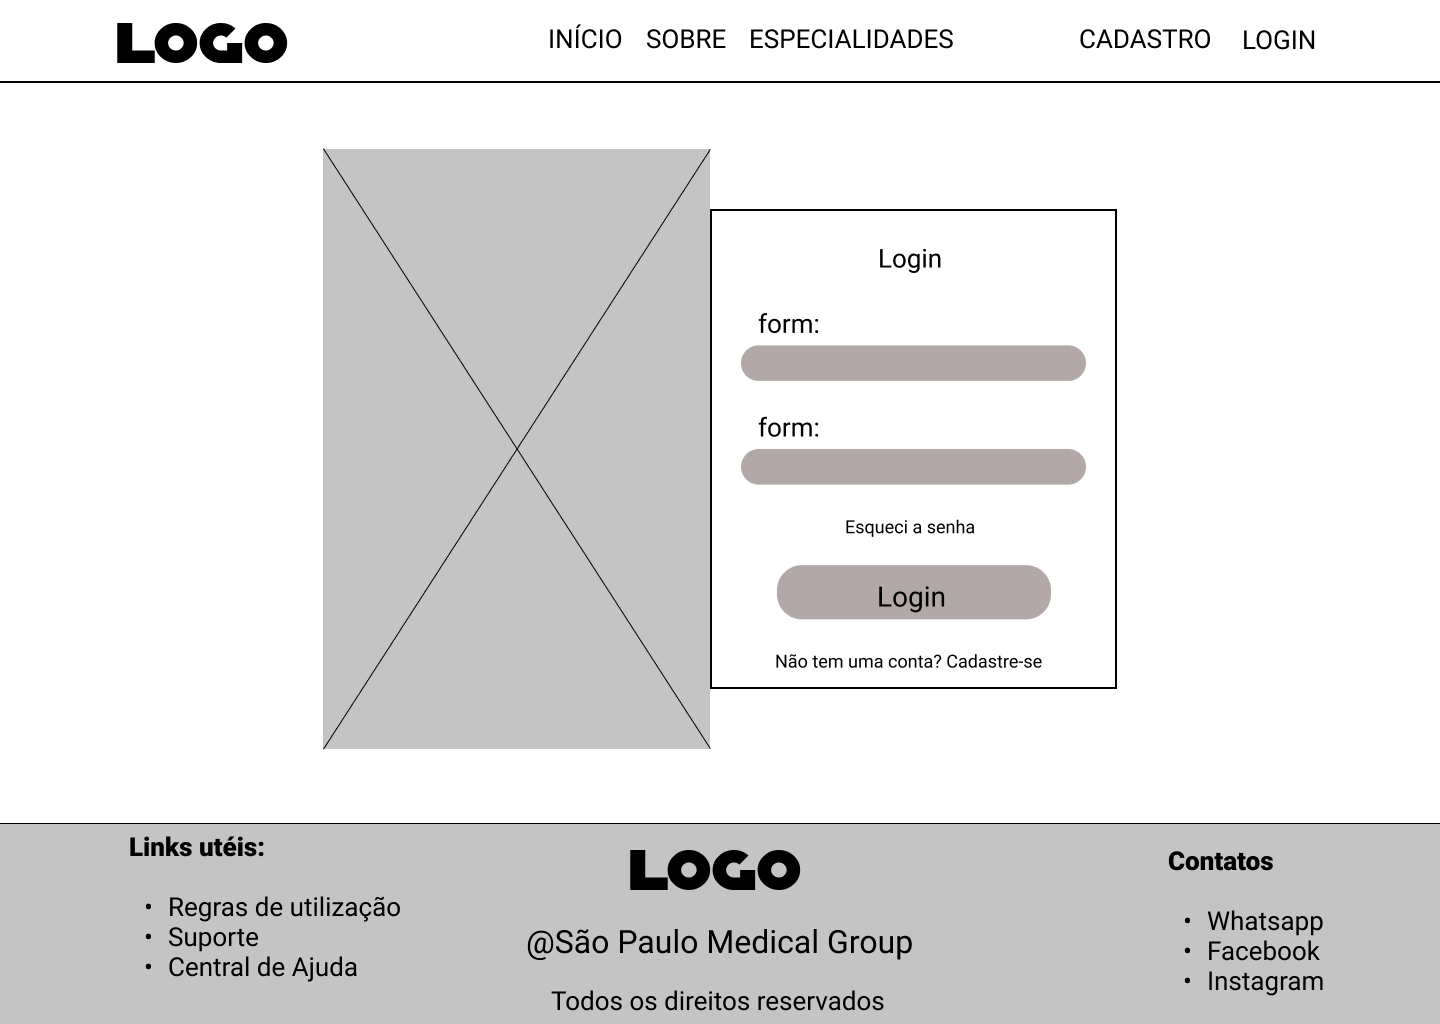 LOGO
INÍCIO SOBRE ESPECIALIDADES CADASTRO LOGIN
Login
form:
form:
Esqueci a senha
Login
Não tem uma conta? Cadastre-se
Links utéis:
• Regras de utilização
• Suporte
• Central de Ajuda
LOGO
@São Paulo Medical Group
Todos os direitos reservados
Contatos
• Whatsapp
• Facebook
• Instagram